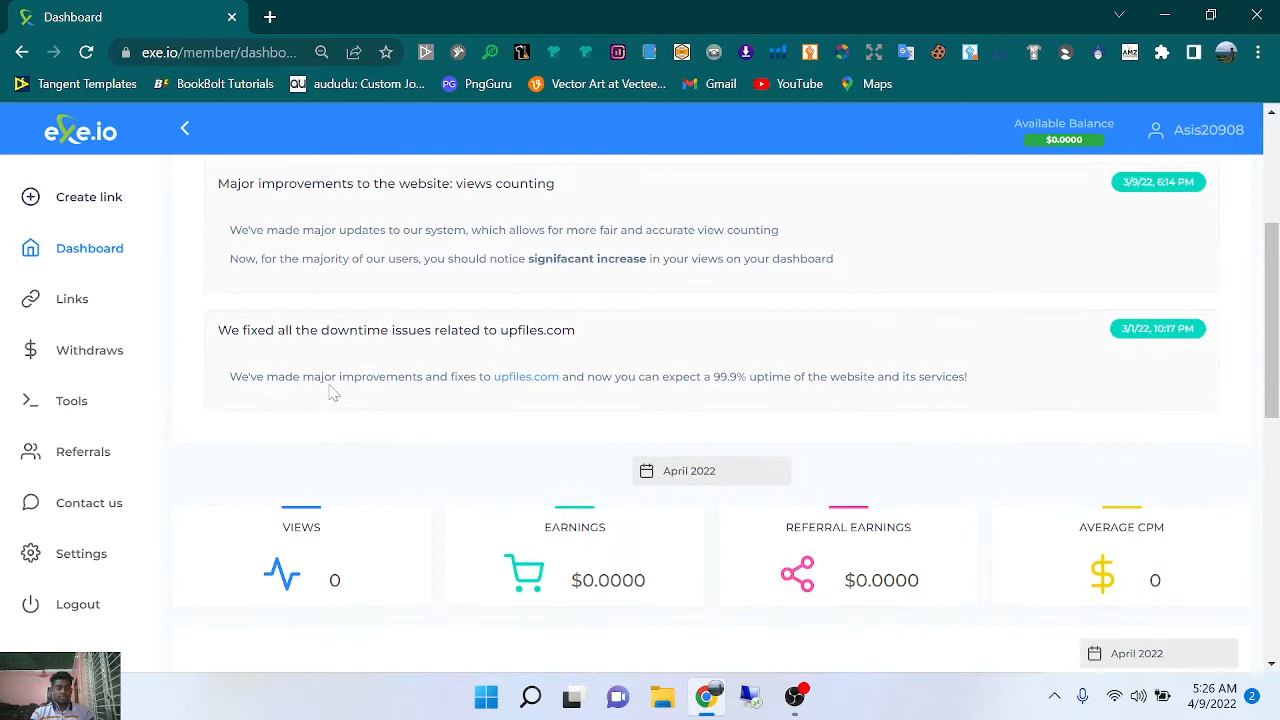 Dashboard
exe.io/member/dashbo...
Tangent Templates
BookBolt Tutorials
QU
aududu: Custom Jo...
PG
PngGuru
Vector Art at Vectee...
Gmail
YouTube
Maps
exe.io
Available Balance
$0.0000
Asis20908
Create link
Dashboard
Links
Withdraws
Tools
Referrals
Contact us
Settings
Logout
Major improvements to the website views counting
3/9/22, 6:14 PM
We've made major updates to our system, which allows for more fair and accurate view counting
Now, for the majority of our users, you should notice signifacant increase in your views on your dashboard
We fixed all the downtime issues related to upfiles.com
3/1/22, 10:17 PM
We've made major improvements and fixes to upfiles.com and now you can expect a 99.9% uptime of the website and its services!
April 2022
VIEWS
0
EARNINGS
$0.0000
REFERRAL EARNINGS
$0.0000
AVERAGE CPM
0
April 2022
5:26 AM
4/9/2022
2